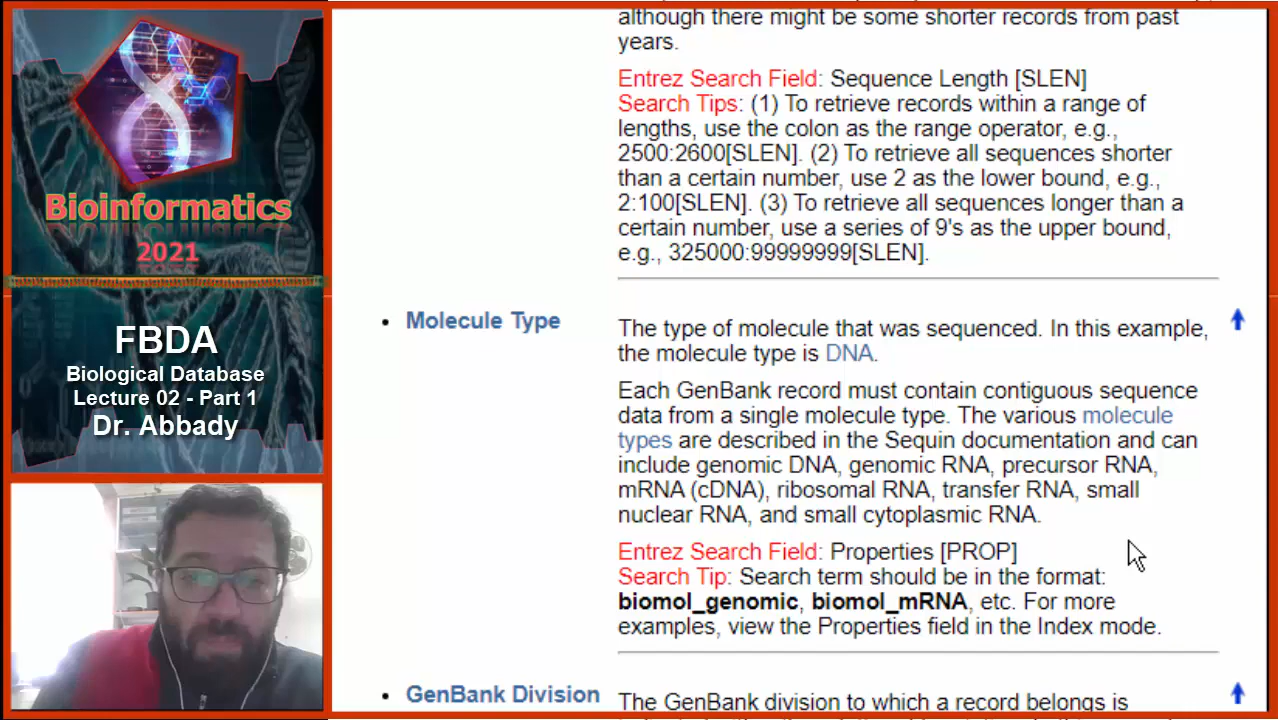 Bioinformatics
2021
FBDA
Biological Database
Lecture 02 - Part 1
Dr. Abbady
although there might be some shorter records from past
years.
Entrez Search Field: Sequence Length [SLEN]
Search Tips: (1) To retrieve records within a range of
lengths, use the colon as the range operator, e.g.,
2500:2600[SLEN]. (2) To retrieve all sequences shorter
than a certain number, use 2 as the lower bound, e.g.,
2:100[SLEN]. (3) To retrieve all sequences longer than a
certain number, use a series of 9's as the upper bound,
e.g., 325000:99999999[SLEN].
• Molecule Type
The type of molecule that was sequenced. In this example,
the molecule type is DNA.
Each GenBank record must contain contiguous sequence
data from a single molecule type. The various molecule
types are described in the Sequin documentation and can
include genomic DNA, genomic RNA, precursor RNA,
mRNA (cDNA), ribosomal RNA, transfer RNA, small
nuclear RNA, and small cytoplasmic RNA.
Entrez Search Field: Properties [PROP]
Search Tip: Search term should be in the format:
biomol_genomic, biomol_mRNA, etc. For more
examples, view the Properties field in the Index mode.
• GenBank Division
The GenBank division to which a record belongs is